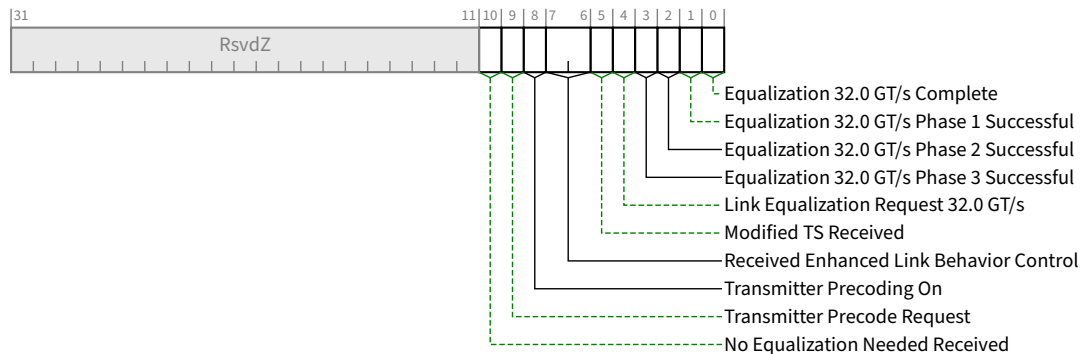 31 11 10 9 8 7 6 5 4 3 2 1 0
RsvdZ
Equalization 32.0 GT/s Complete
Equalization 32.0 GT/s Phase 1 Successful
Equalization 32.0 GT/s Phase 2 Successful
Equalization 32.0 GT/s Phase 3 Successful
Link Equalization Request 32.0 GT/s
Modified TS Received
Received Enhanced Link Behavior Control
Transmitter Precoding On
Transmitter Precode Request
No Equalization Needed Received